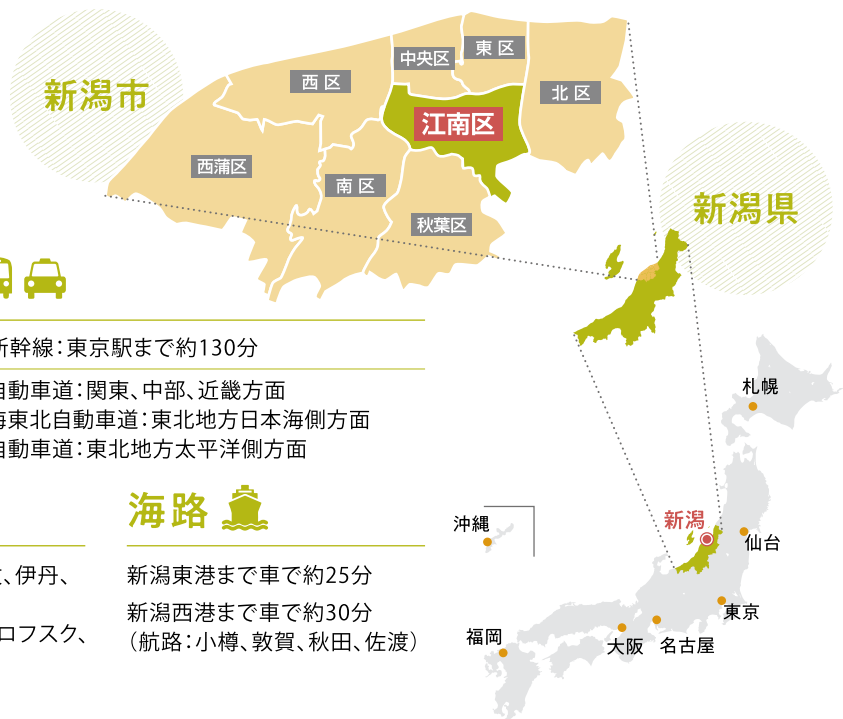 新潟市
西区
中央区
東区
北区
江南区
西蒲区
南区
秋葉区
新潟県
新幹線：東京駅まで約130分
自動車道：関東、中部、近畿方面
海東北自動車道：東北地方日本海側方面
自動車道：東北地方太平洋側方面
海路
、伊丹、
ロフスク、
新潟東港まで車で約25分
新潟西港まで車で約30分
（航路：小樽、敦賀、秋田、佐渡）
札幌
新潟
仙台
沖縄
東京
福岡
大阪
名古屋